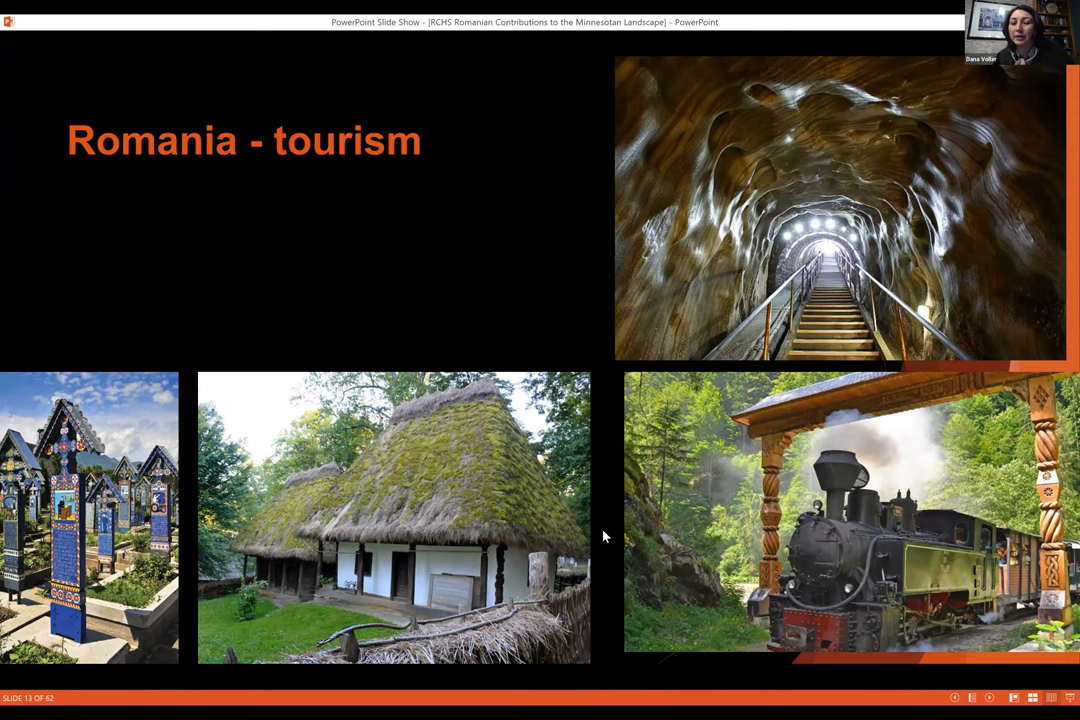 PowerPoint Slide Show - [RCHS Romanian Contributions to the Minnesotan Landscape] - PowerPoint
Dana Voller
Romania - tourism
SLIDE 13 OF 62